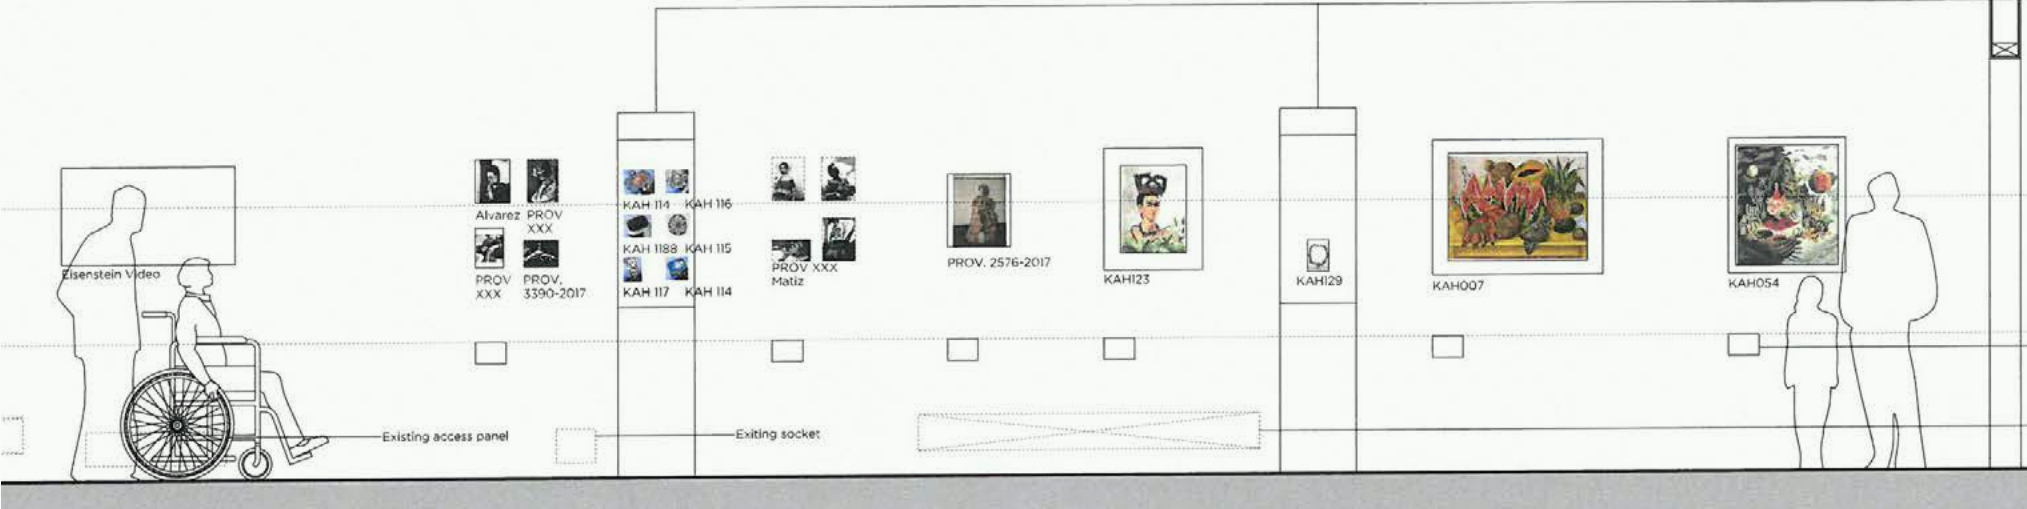 Eisenstein Video
Alvarez
PROV
XXX
PROV
XXX
PROV.
3390-2017
KAH 114
KAH 116
KAH 1188
KAH 115
KAH 117
KAH 114
PROV XXX
Matiz
PROV. 2576-2017
KAH123
KAH129
KAH007
KAH054
Existing access panel
Exiting socket